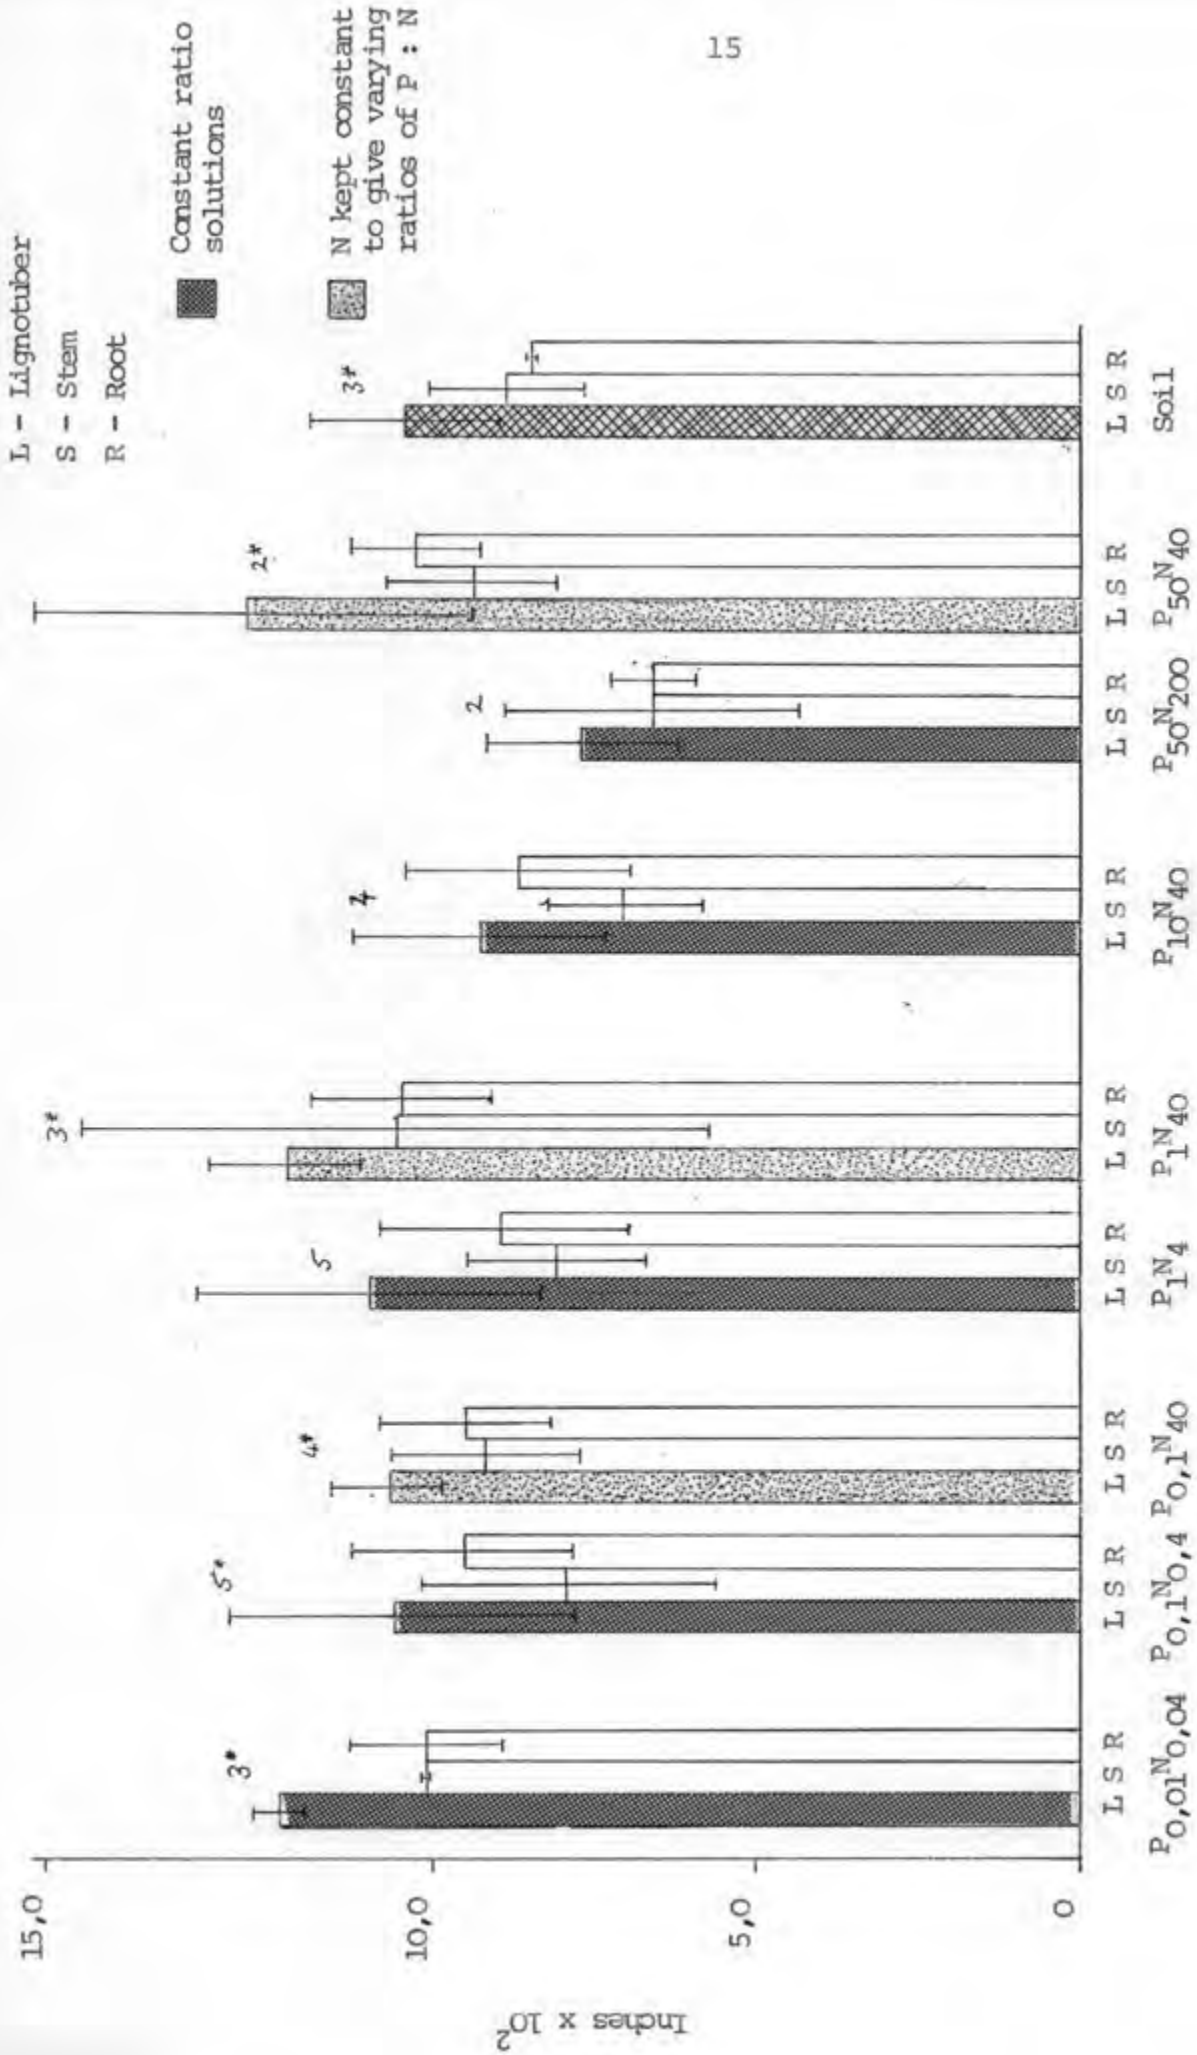 15
L - Lignotuber
S - Stem
R - Root
Constant ratio
solutions
N kept constant
to give varying
ratios of P : N
Inches x 10²
15,0
10,0
5,0
0
3*
5*
4*
5
3*
4
2
2*
3*
L S R
L S R
L S R
L S R
L S R
L S R
L S R
L S R
L S R
P0,01N0,04
P0,1N0,4
P0,1N40
P1N4
P1N40
P10N40
P50N200
P50N40
Soil